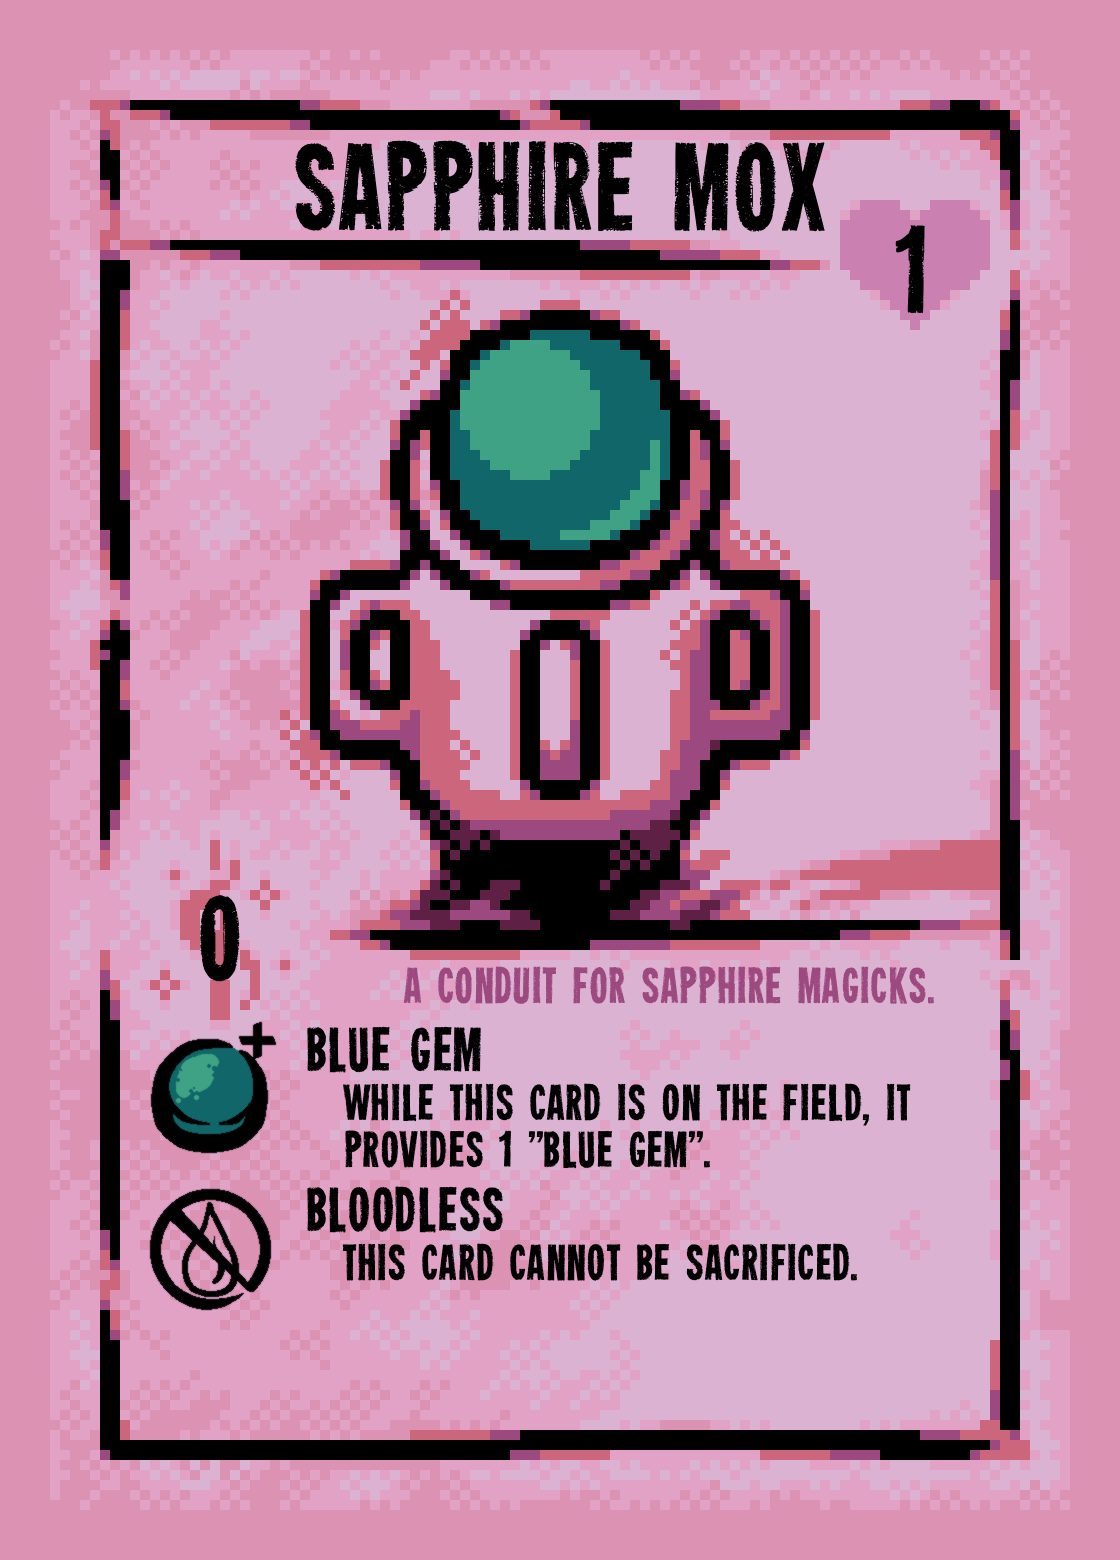 SAPPHIRE MOX
1
0
A CONDUIT FOR SAPPHIRE MAGICKS.
BLUE GEM
WHILE THIS CARD IS ON THE FIELD, IT
PROVIDES 1 ”BLUE GEM”.
BLOODLESS
THIS CARD CANNOT BE SACRIFICED.